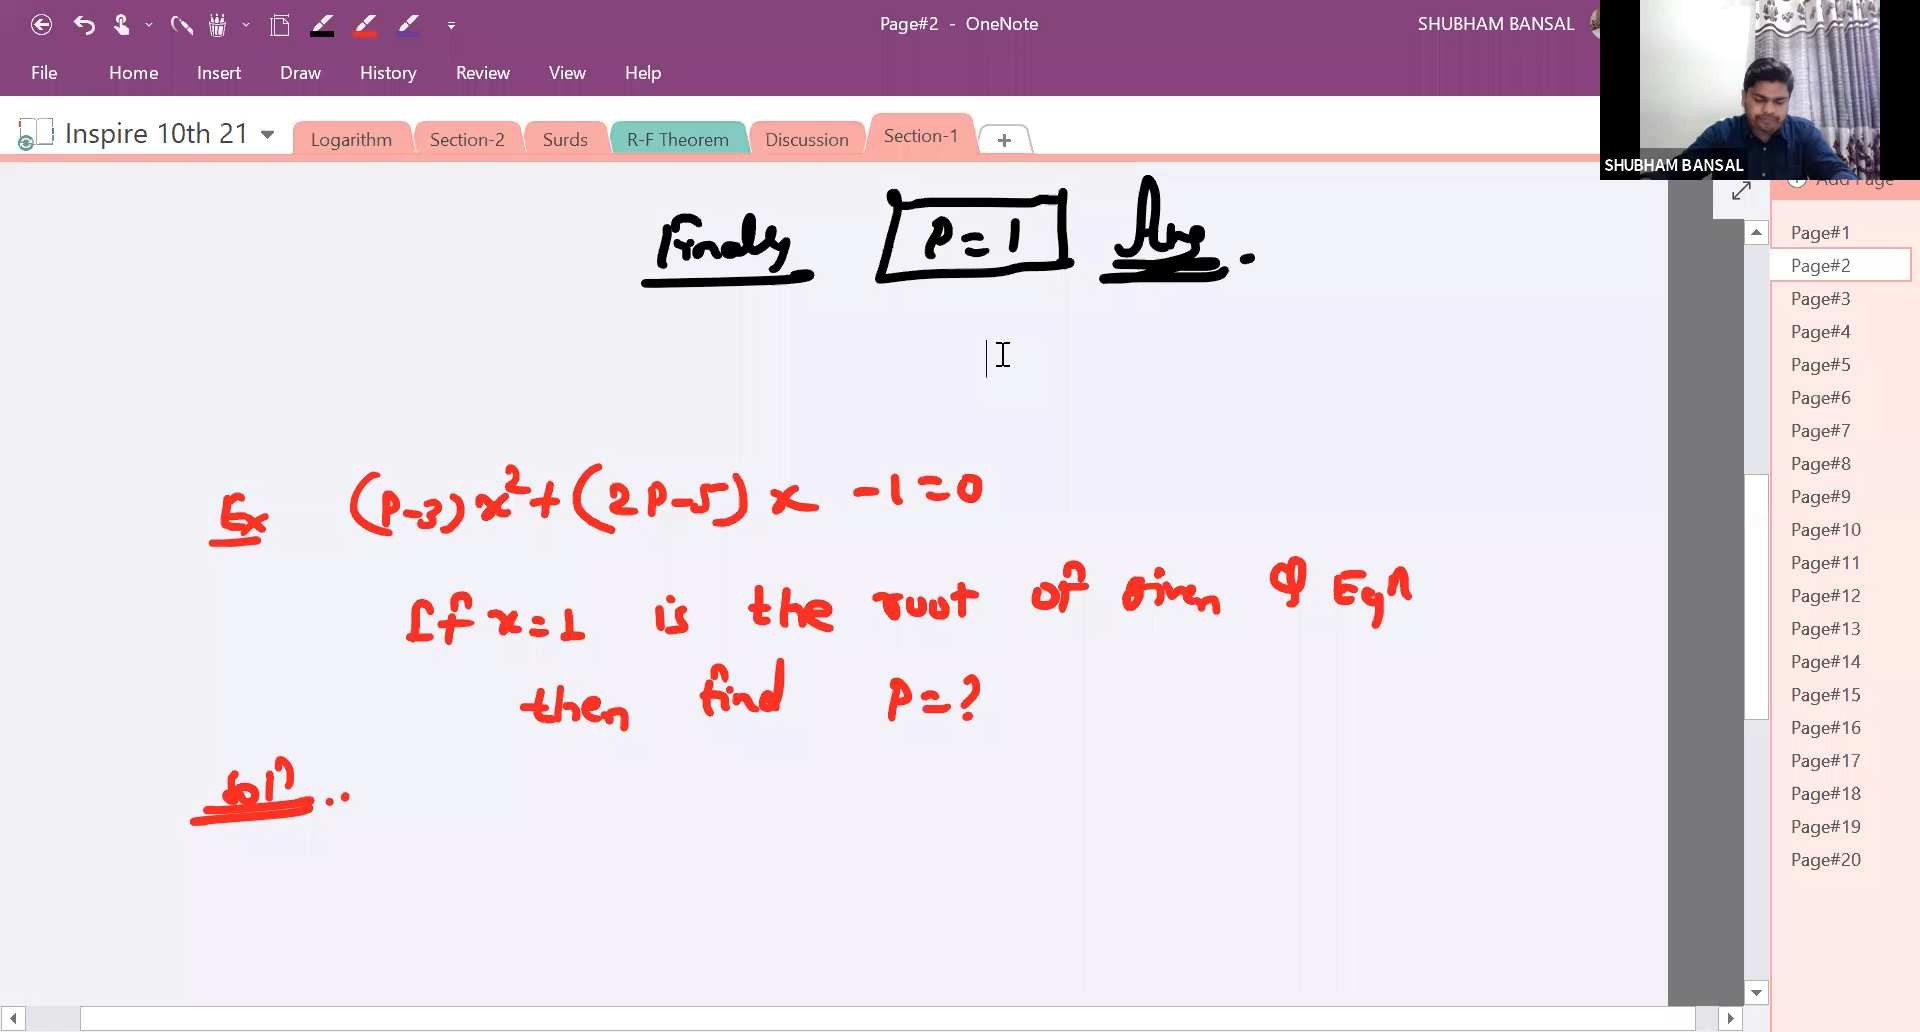 Page#2 - OneNote
SHUBHAM BANSAL
File Home Insert Draw History Review View Help
Inspire 10th 21
Logarithm Section-2 Surds R-F Theorem Discussion Section-1 +
SHUBHAM BANSAL
Add Page
Finally P=1 Ans.
Ex (P-3)x²+(2P-5)x -1=0
If x=1 is the root of given Q Eqn
then find P=?
Soln..
Page#1
Page#2
Page#3
Page#4
Page#5
Page#6
Page#7
Page#8
Page#9
Page#10
Page#11
Page#12
Page#13
Page#14
Page#15
Page#16
Page#17
Page#18
Page#19
Page#20